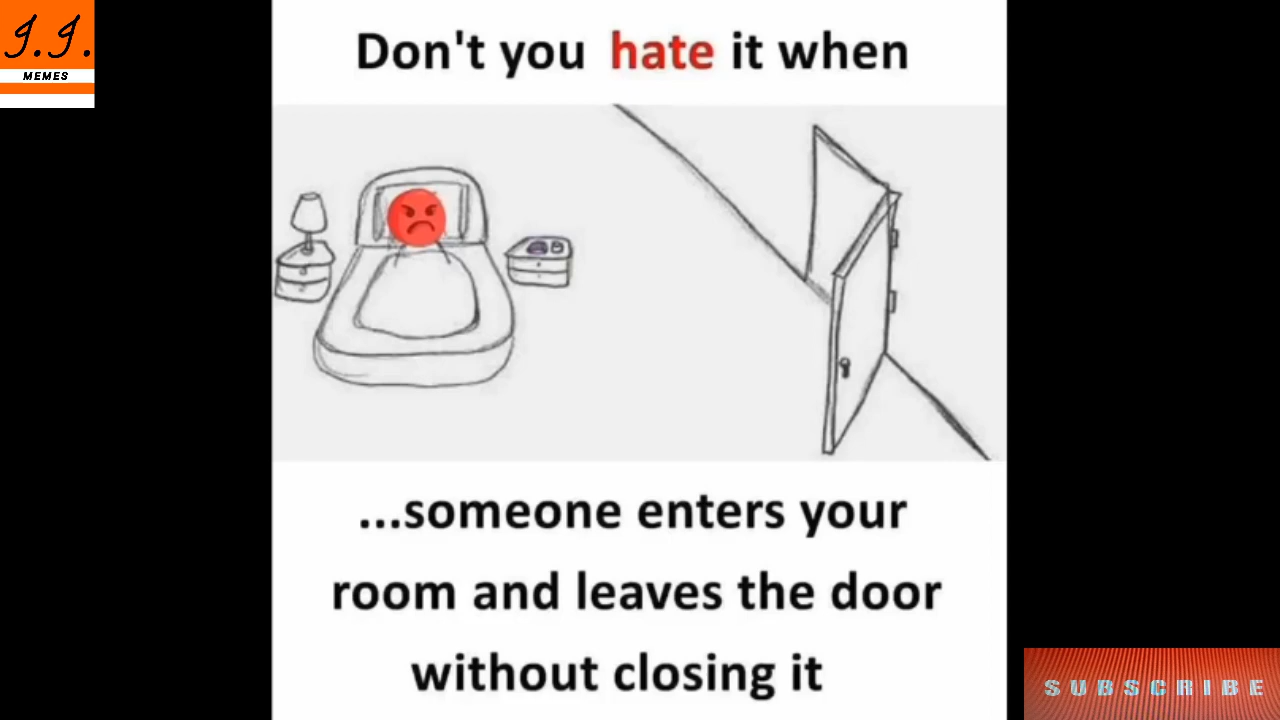 J.J.
MEMES
Don't you hate it when
...someone enters your
room and leaves the door
without closing it
SUBSCRIBE